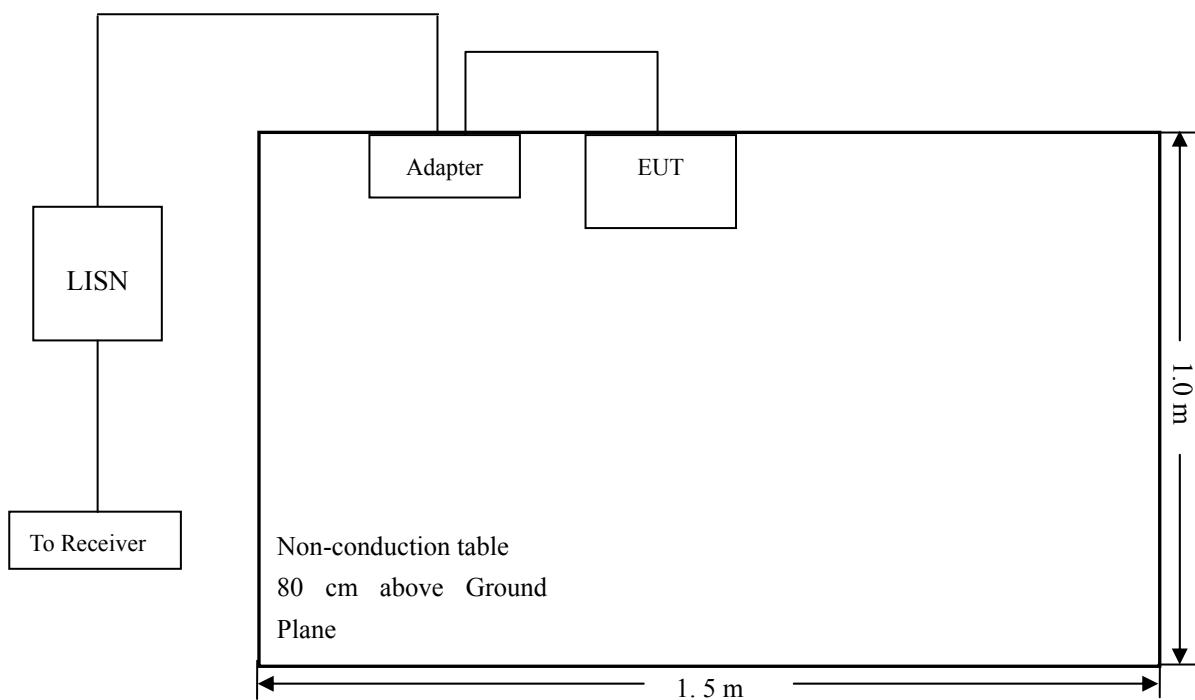 Adapter
EUT
LISN
To Receiver
Non-conduction table
80 cm above Ground
Plane
1.0 m
1. 5 m